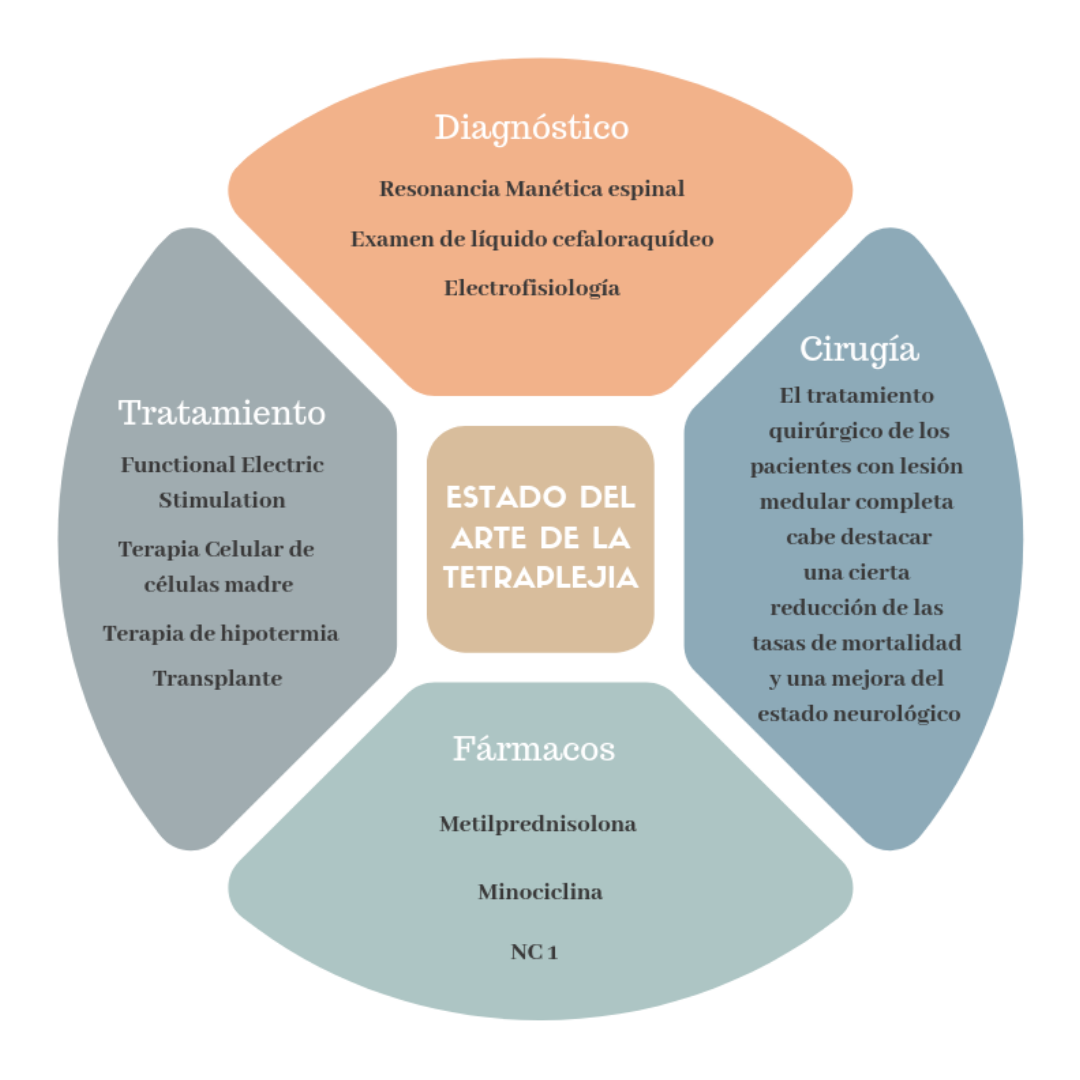 Diagnóstico
Resonancia Manética espinal
Examen de líquido cefaloraquídeo
Electrofisiología
Tratamiento
Functional Electric
Stimulation
Terapia Celular de
células madre
Terapia de hipotermia
Transplante
ESTADO DEL
ARTE DE LA
TETRAPLEJIA
Cirugía
El tratamiento
quirúrgico de los
pacientes con lesión
medular completa
cabe destacar
una cierta
reducción de las
tasas de mortalidad
y una mejora del
estado neurológico
Fármacos
Metilprednisolona
Minociclina
NC 1